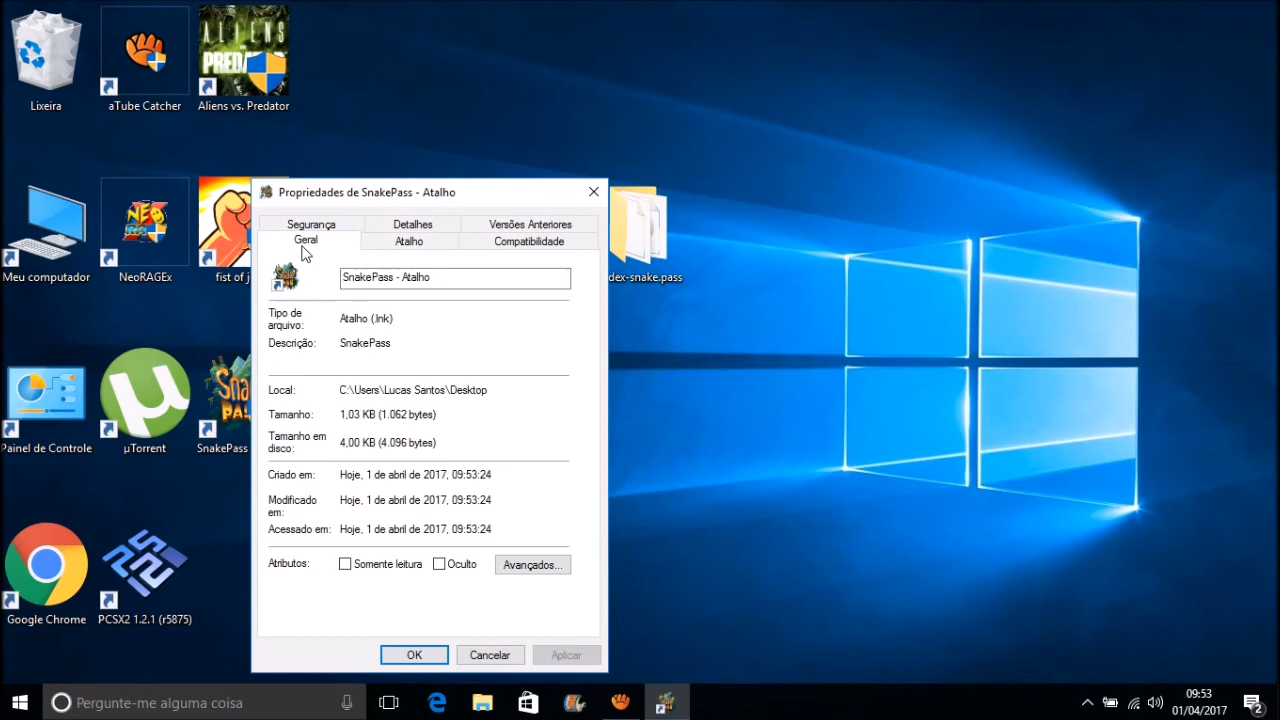 Lixeira
aTube Catcher
ALIENS
Aliens vs. Predator
Meu computador
NEO
NeoRAGEx
fist of je
dex-snake.pass
Painel de Controle
µTorrent
SnakePass
Google Chrome
PCSX2 1.2.1 (r5875)
Propriedades de SnakePass - Atalho
Segurança
Detalhes
Versões Anteriores
Geral
Atalho
Compatibilidade
SnakePass - Atalho
Tipo de
arquivo:
Atalho (.lnk)
Descrição:
SnakePass
Local:
C:\Users\Lucas Santos\Desktop
Tamanho:
1,03 KB (1.062 bytes)
Tamanho em
disco:
4,00 KB (4.096 bytes)
Criado em:
Hoje, 1 de abril de 2017, 09:53:24
Modificado
em:
Hoje, 1 de abril de 2017, 09:53:24
Acessado em:
Hoje, 1 de abril de 2017, 09:53:24
Atributos:
Somente leitura
Oculto
Avançados...
OK
Cancelar
Aplicar
Pergunte-me alguma coisa
09:53
01/04/2017
2